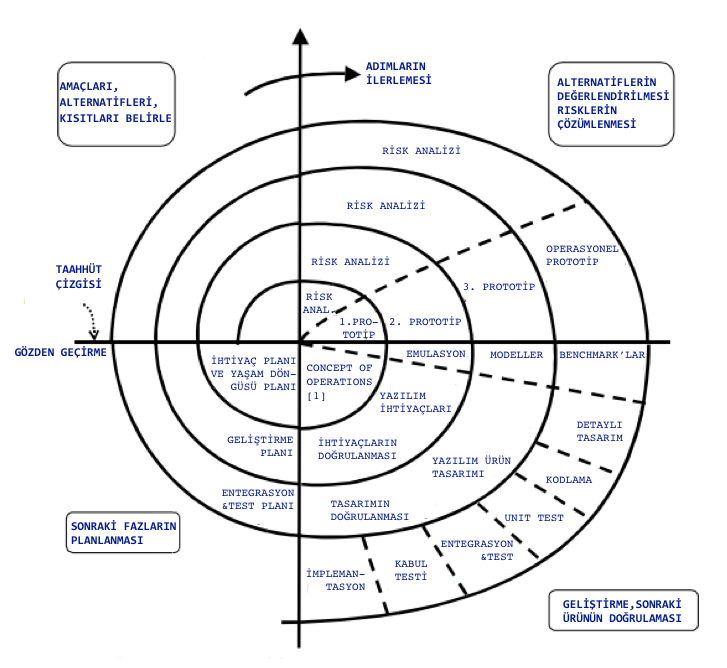 ADIMLARIN
İLERLEMESİ
AMAÇLARI,
ALTERNATİFLERİ,
KISITLARI BELIRLE
ALTERNATİFLERİN
DEĞERLENDİRİLMESİ
RISKLERIN
ÇÖZÜMLENMESİ
RİSK ANALİZİ
RİSK ANALİZİ
RİSK ANALİZİ
RİSK
ANAL.
OPERASYONEL
PROTOTİP
3. PROTOTİP
2. PROTOTİP
1.PRO-
TOTİP
TAAHHÜT
ÇİZGİSİ
GÖZDEN GEÇİRME
İHTİYAÇ PLANI
VE YAŞAM DÖN-
GÜSÜ PLANI
CONCEPT OF
OPERATIONS
[1]
EMULASYON
MODELLER
BENCHMARK’LAR
YAZILIM
İHTİYAÇLARI
GELİŞTİRME
PLANI
İHTİYAÇLARIN
DOĞRULANMASI
YAZILIM ÜRÜN
TASARIMI
DETAYLI
TASARIM
KODLAMA
UNIT TEST
ENTEGRASYON
&TEST
ENTEGRASYON
&TEST PLANI
TASARIMIN
DOĞRULANMASI
KABUL
TESTİ
İMPLEMAN-
TASYON
SONRAKİ FAZLARIN
PLANLANMASI
GELİŞTİRME,SONRAKİ
ÜRÜNÜN DOĞRULAMASI